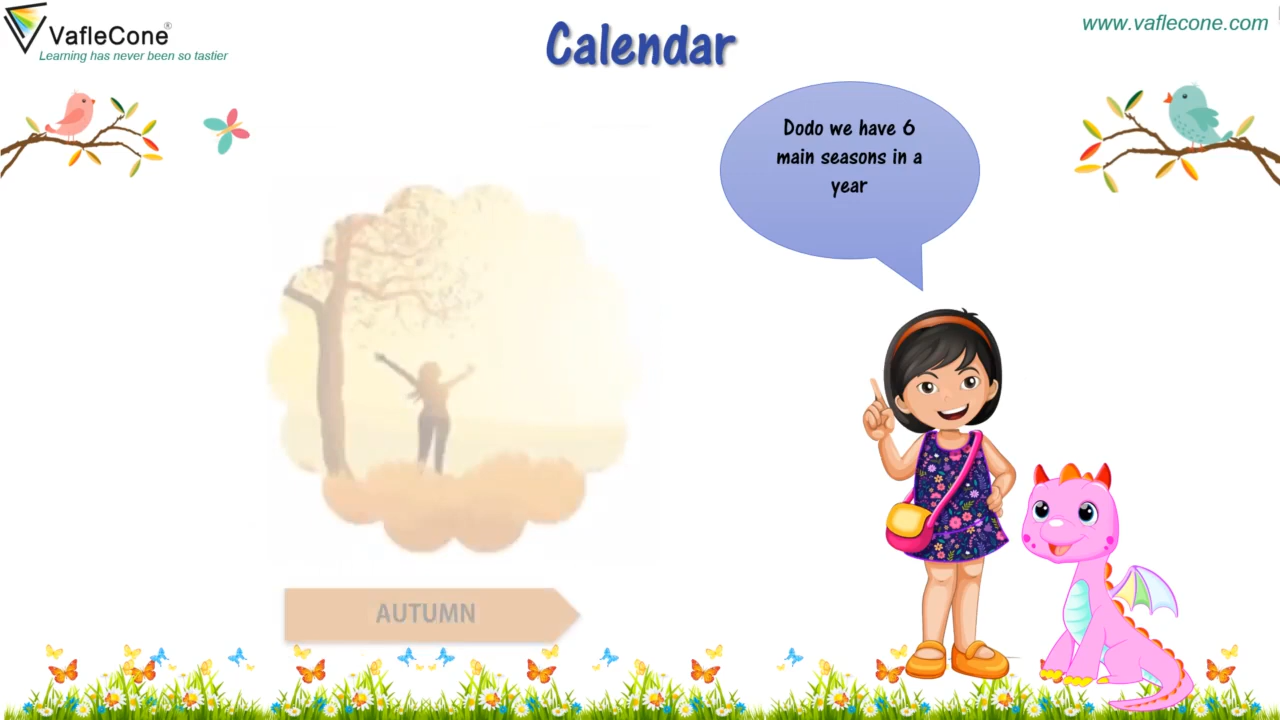 VafleCone®
Learning has never been so tastier
Calendar
www.vaflecone.com
Dodo we have 6
main seasons in a
year
AUTUMN